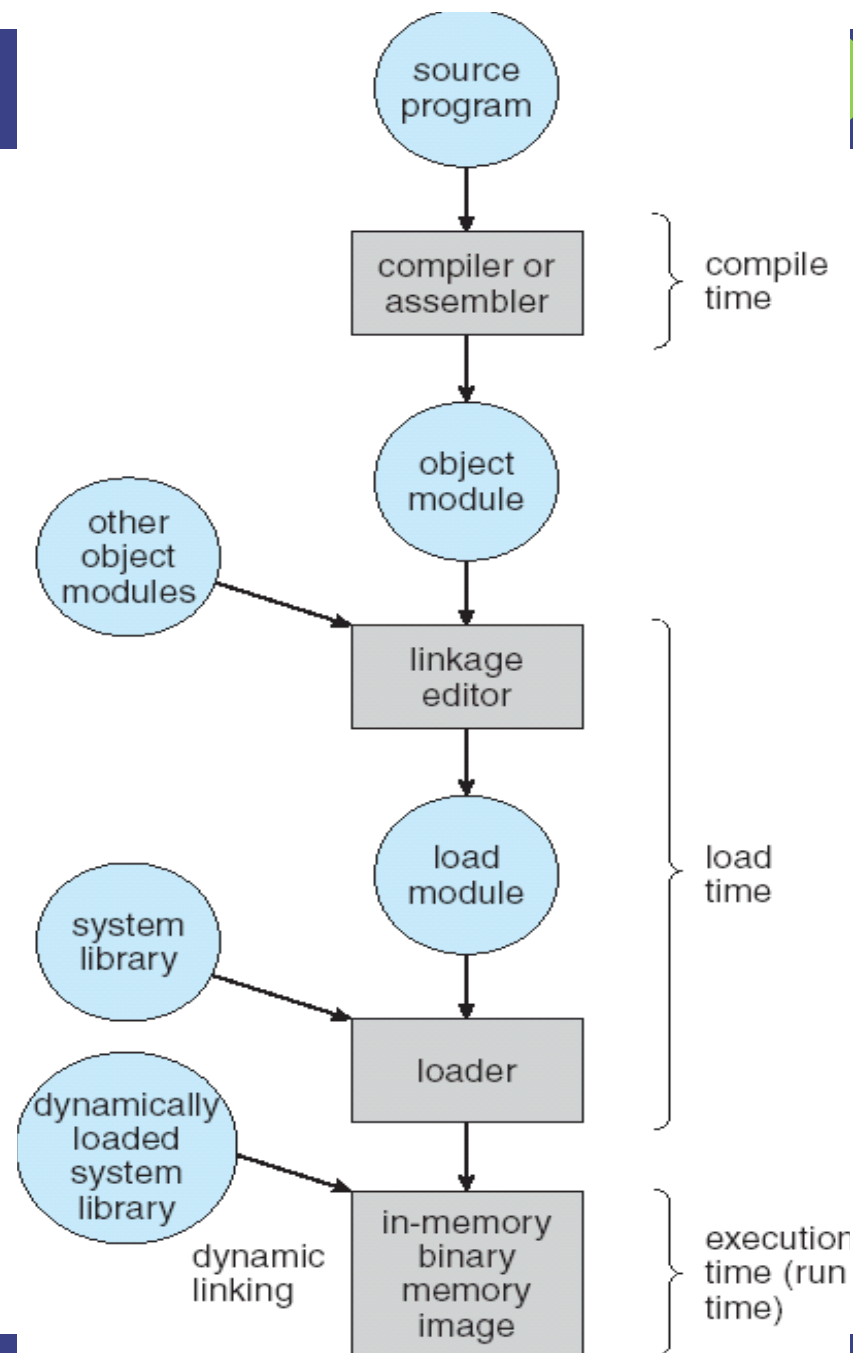 source
program
compiler or
assembler
compile
time
object
module
other
object
modules
linkage
editor
load
module
load
time
system
library
loader
dynamically
loaded
system
library
dynamic
linking
in-memory
binary
memory
image
execution
time (run
time)